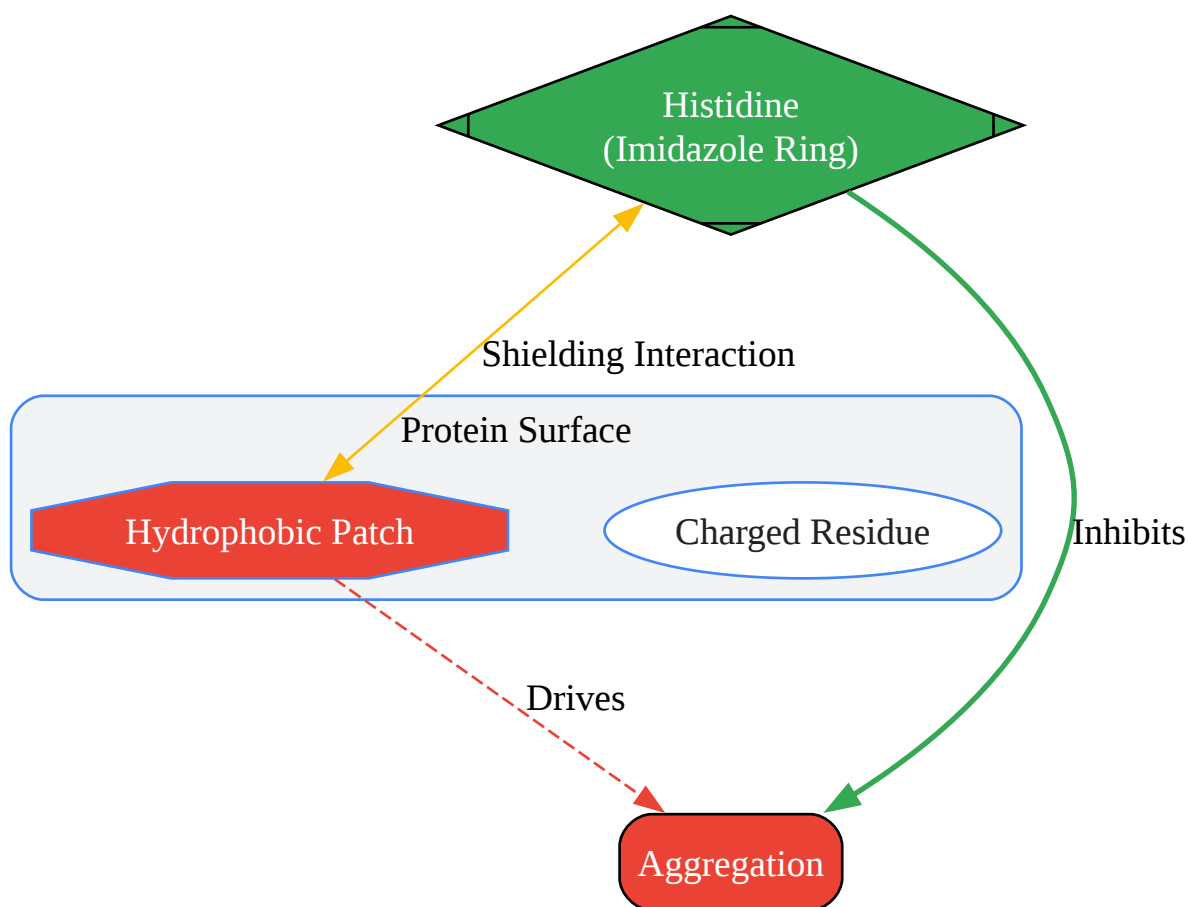 Histidine
(Imidazole Ring)
Shielding Interaction
Protein Surface
Hydrophobic Patch
Charged Residue
Inhibits
Drives
Aggregation